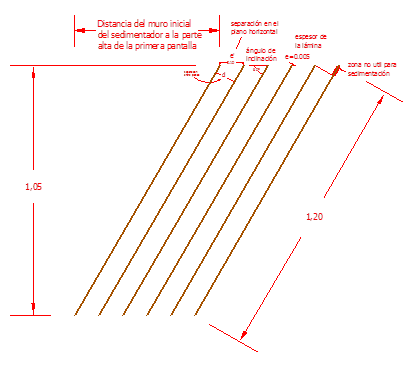 Distancia del muro inicial
del sedimentador a la parte
alta de la primera pantalla
separación en el
plano horizontal
ángulo de
inclinación
espesor de
la lámina
e=0.005
zona no util para
sedimentación
e'
d
1,05
1,20